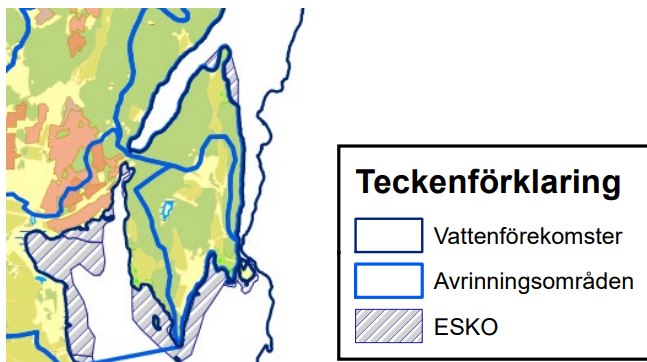 Teckenförklaring
Vattenförekomster
Avrinningsområden
ESKO